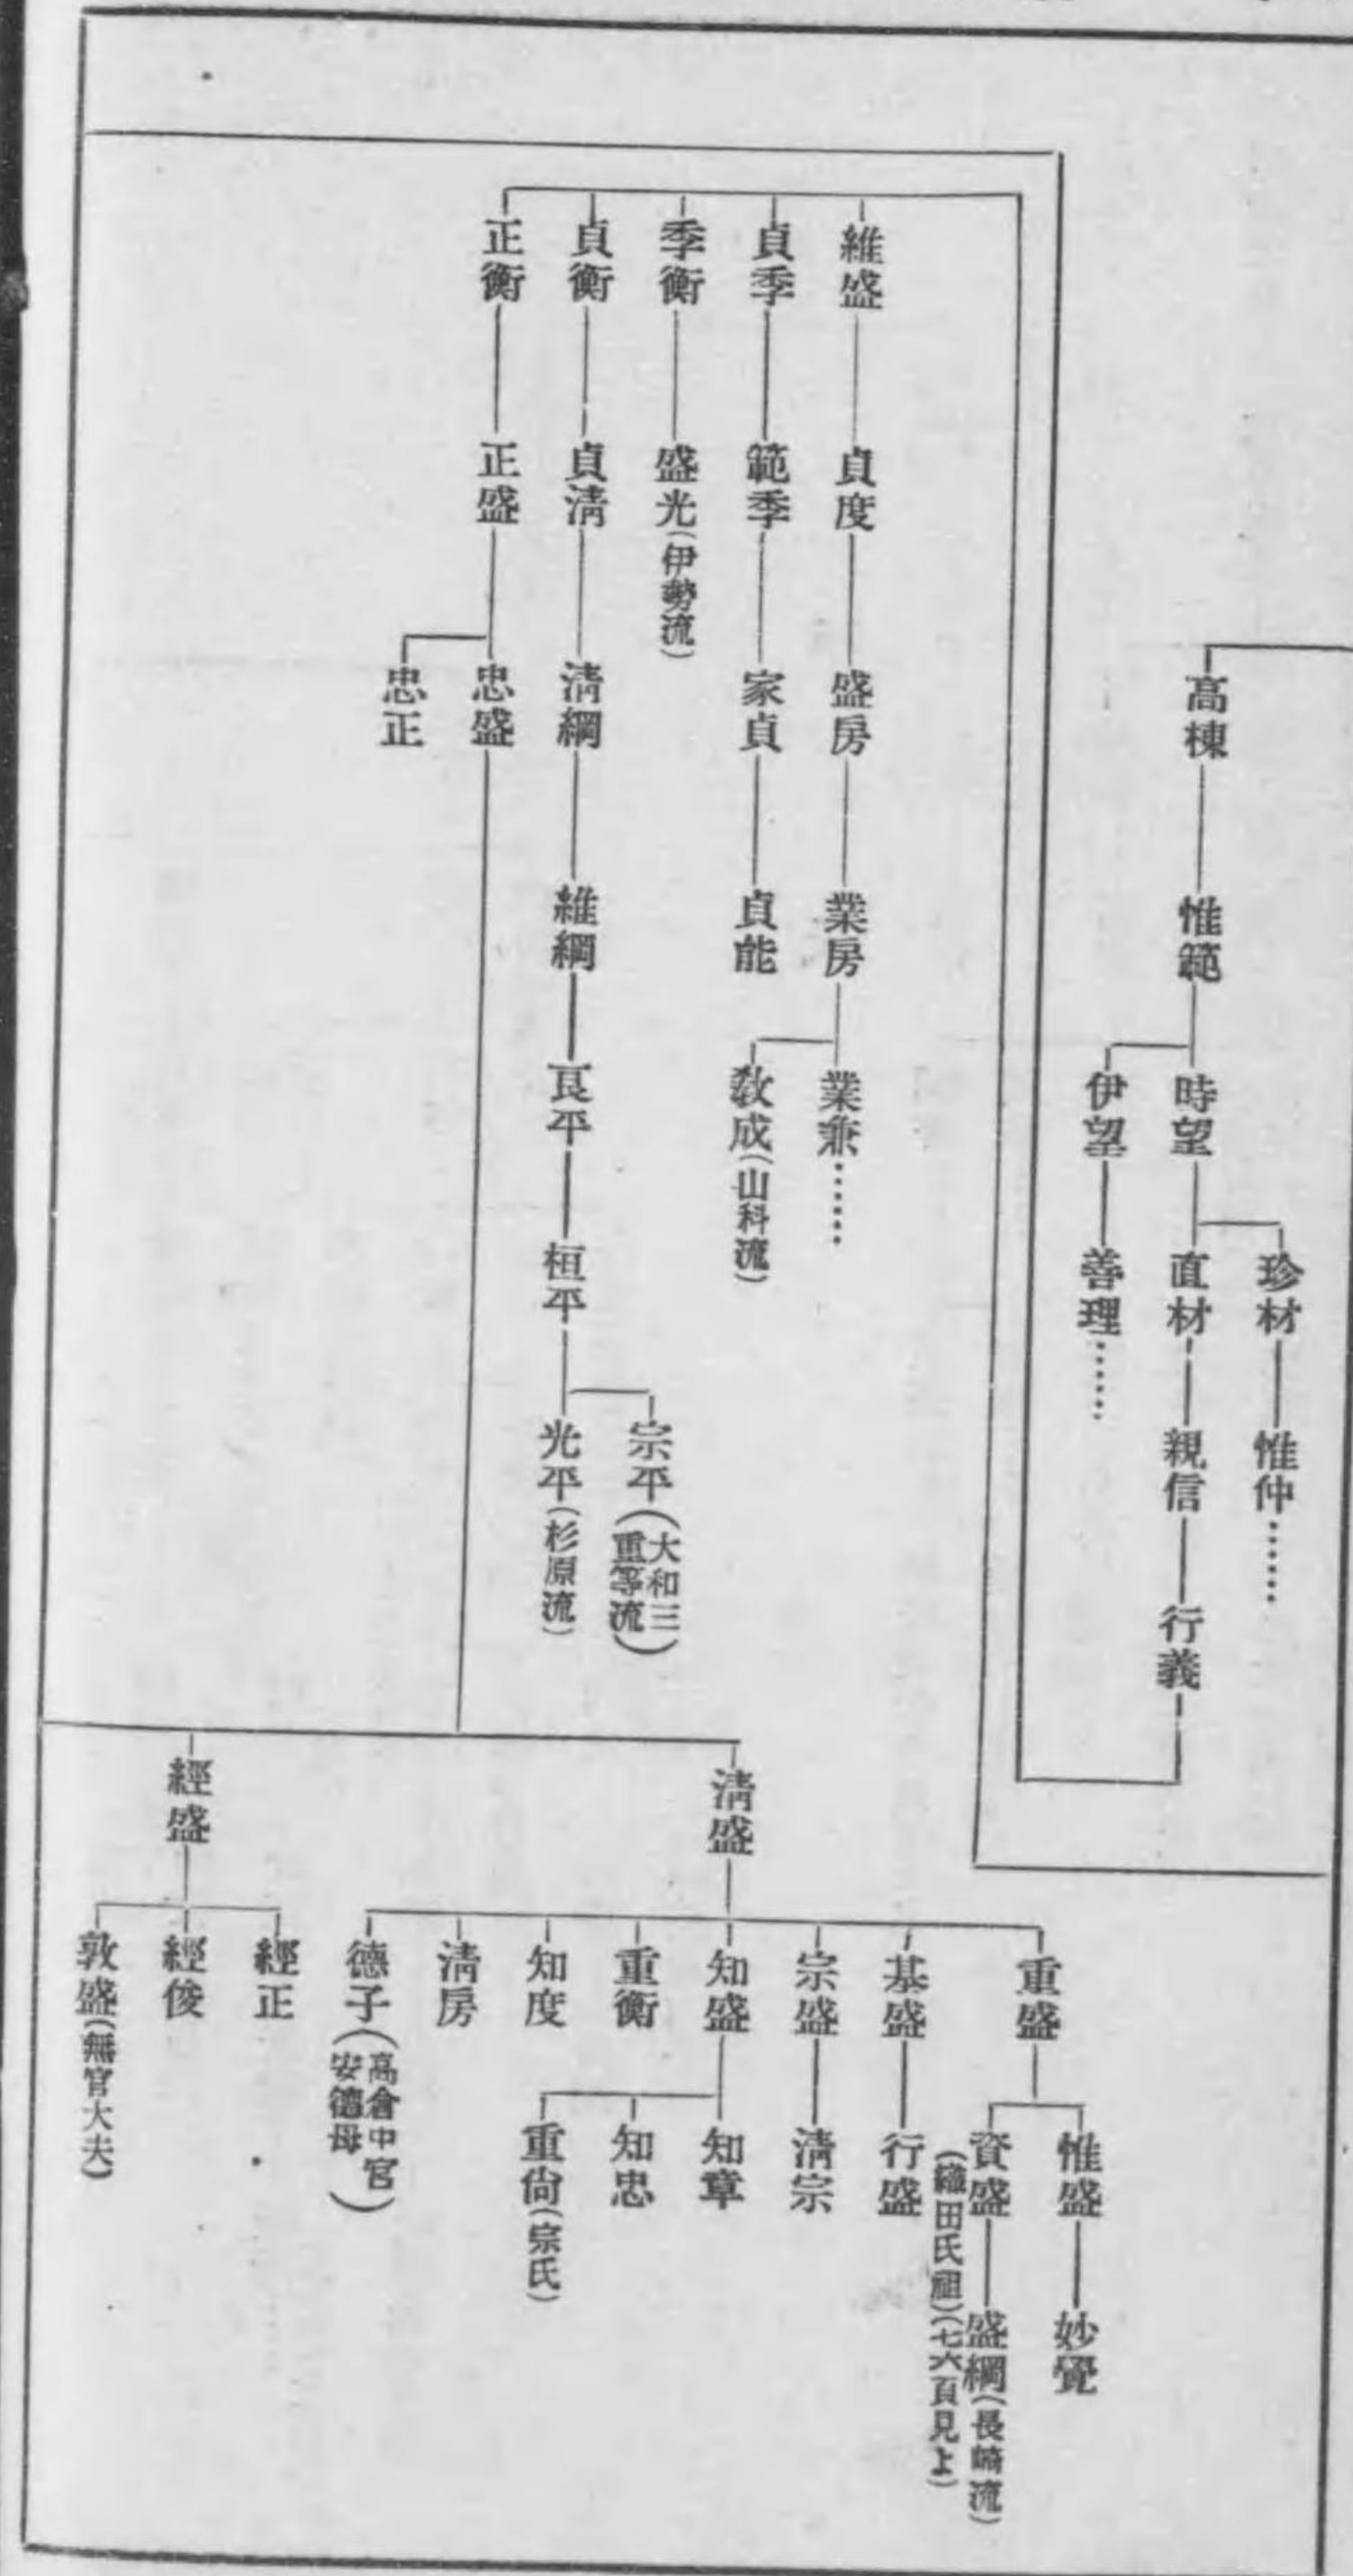 高棟
惟範
時望
伊望
珍材
惟仲……
直材
親信
行義
善理……
維盛
貞度
盛房
業房
業兼……
教成(山科流)
貞季
範季
家貞
貞能
季衡
盛光(伊勢流)
貞衡
貞淸
淸綱
維綱
良平
桓平
宗平(大和三重等流)
光平(杉原流)
正衡
正盛
忠盛
忠正
淸盛
重盛
惟盛
妙覺
資盛
盛綱(長崎流)
(織田氏祖)(七六頁見よ)
基盛
行盛
宗盛
淸宗
知盛
知章
知忠
重尙(宗氏)
重衡
知度
淸房
德子(高倉中宮安德母)
經盛
經正
經俊
敦盛(無官大夫)